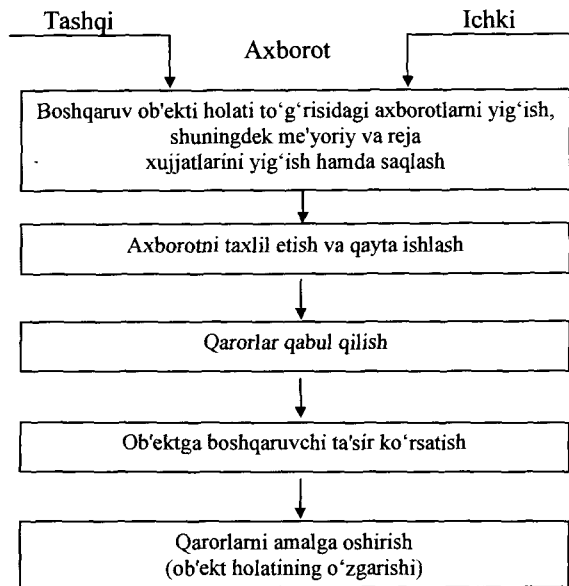 Tashqi
Ichki
Axborot
Boshqaruv ob'ekti holati to‘g‘risidagi axborotlarni yig‘ish,
shuningdek me'yoriy va reja
xujjatlarini yig‘ish hamda saqlash
Axborotni taxlil etish va qayta ishlash
Qarorlar qabul qilish
Ob'ektga boshqaruvchi ta'sir ko‘rsatish
Qarorlarni amalga oshirish
(ob'ekt holatining o‘zgarishi)